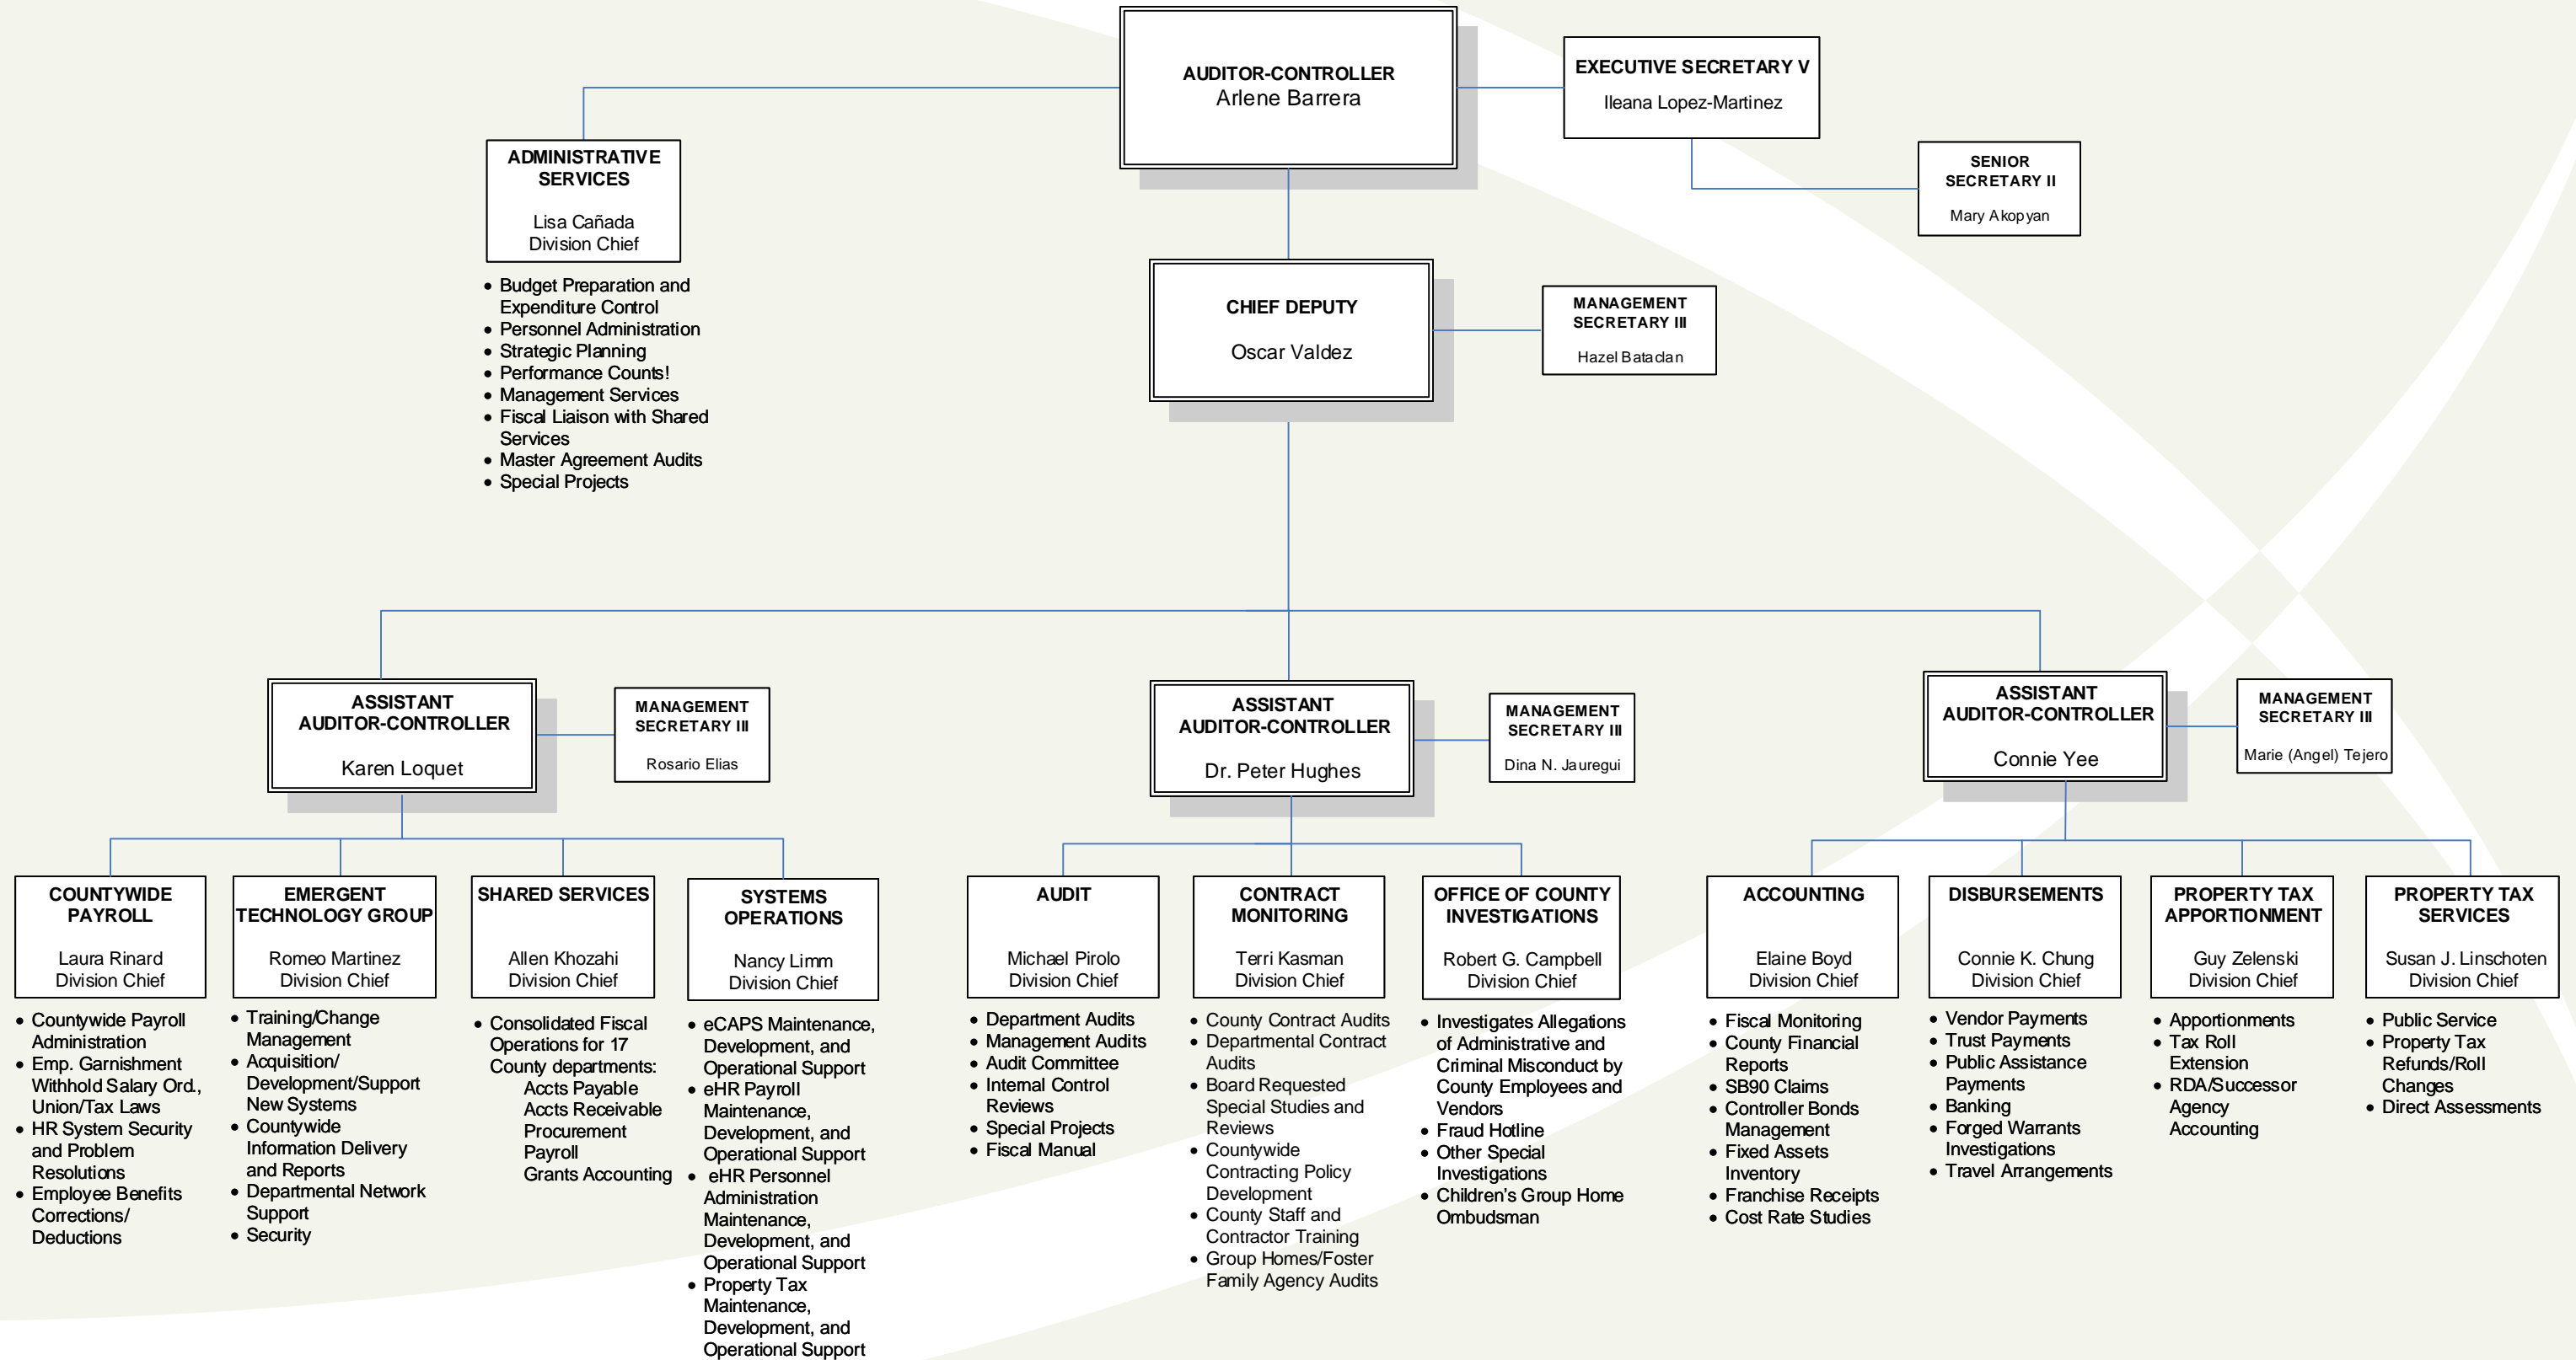 AUDITOR-CONTROLLER
Arlene Barrera
EXECUTIVE SECRETARY V
Ileana Lopez-Martinez
SENIOR
SECRETARY II
Mary Akopyan
ADMINISTRATIVE
SERVICES
Lisa Cañada
Division Chief
• Budget Preparation and
Expenditure Control
• Personnel Administration
• Strategic Planning
• Performance Counts!
• Management Services
• Fiscal Liaison with Shared
Services
• Master Agreement Audits
• Special Projects
CHIEF DEPUTY
Oscar Valdez
MANAGEMENT
SECRETARY III
Hazel Bataclan
ASSISTANT
AUDITOR-CONTROLLER
Karen Loquet
MANAGEMENT
SECRETARY III
Rosario Elias
ASSISTANT
AUDITOR-CONTROLLER
Dr. Peter Hughes
MANAGEMENT
SECRETARY III
Dina N. Jauregui
ASSISTANT
AUDITOR-CONTROLLER
Connie Yee
MANAGEMENT
SECRETARY III
Marie (Angel) Tejero
COUNTYWIDE
PAYROLL
Laura Rinard
Division Chief
• Countywide Payroll
Administration
• Emp. Garnishment
Withhold Salary Ord.,
Union/Tax Laws
• HR System Security
and Problem
Resolutions
• Employee Benefits
Corrections/
Deductions
EMERGENT
TECHNOLOGY GROUP
Romeo Martinez
Division Chief
• Training/Change
Management
• Acquisition/
Development/Support
New Systems
• Countywide
Information Delivery
and Reports
• Departmental Network
Support
• Security
SHARED SERVICES
Allen Khozahi
Division Chief
• Consolidated Fiscal
Operations for 17
County departments:
Accts Payable
Accts Receivable
Procurement
Payroll
Grants Accounting
SYSTEMS
OPERATIONS
Nancy Limm
Division Chief
• eCAPS Maintenance,
Development, and
Operational Support
• eHR Payroll
Maintenance,
Development, and
Operational Support
• eHR Personnel
Administration
Maintenance,
Development, and
Operational Support
• Property Tax
Maintenance,
Development, and
Operational Support
AUDIT
Michael Pirolo
Division Chief
• Department Audits
• Management Audits
• Audit Committee
• Internal Control
Reviews
• Special Projects
• Fiscal Manual
CONTRACT
MONITORING
Terri Kasman
Division Chief
• County Contract Audits
• Departmental Contract
Audits
• Board Requested
Special Studies and
Reviews
• Countywide
Contracting Policy
Development
• County Staff and
Contractor Training
• Group Homes/Foster
Family Agency Audits
OFFICE OF COUNTY
INVESTIGATIONS
Robert G. Campbell
Division Chief
• Investigates Allegations
of Administrative and
Criminal Misconduct by
County Employees and
Vendors
• Fraud Hotline
• Other Special
Investigations
• Children's Group Home
Ombudsman
ACCOUNTING
Elaine Boyd
Division Chief
• Fiscal Monitoring
• County Financial
Reports
• SB90 Claims
• Controller Bonds
Management
• Fixed Assets
Inventory
• Franchise Receipts
• Cost Rate Studies
DISBURSEMENTS
Connie K. Chung
Division Chief
• Vendor Payments
• Trust Payments
• Public Assistance
Payments
• Banking
• Forged Warrants
Investigations
• Travel Arrangements
PROPERTY TAX
APPORTIONMENT
Guy Zelenski
Division Chief
• Apportionments
• Tax Roll
Extension
• RDA/Successor
Agency
Accounting
PROPERTY TAX
SERVICES
Susan J. Linschoten
Division Chief
• Public Service
• Property Tax
Refunds/Roll
Changes
• Direct Assessments